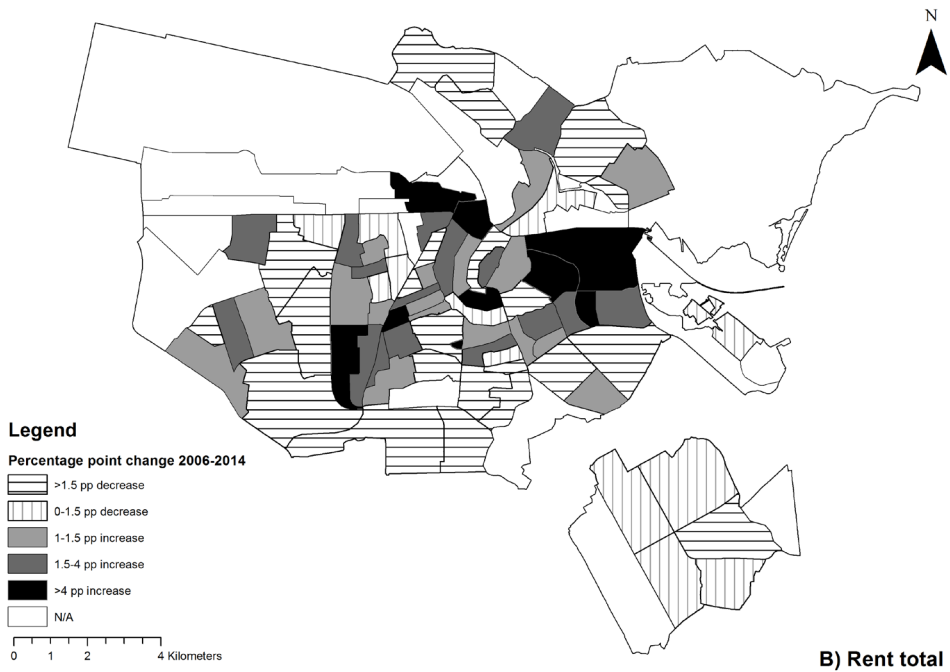 N
Legend
Percentage point change 2006-2014
>1.5 pp decrease
0-1.5 pp decrease
1-1.5 pp increase
1.5-4 pp increase
>4 pp increase
N/A
0 1 2 4 Kilometers
B) Rent total